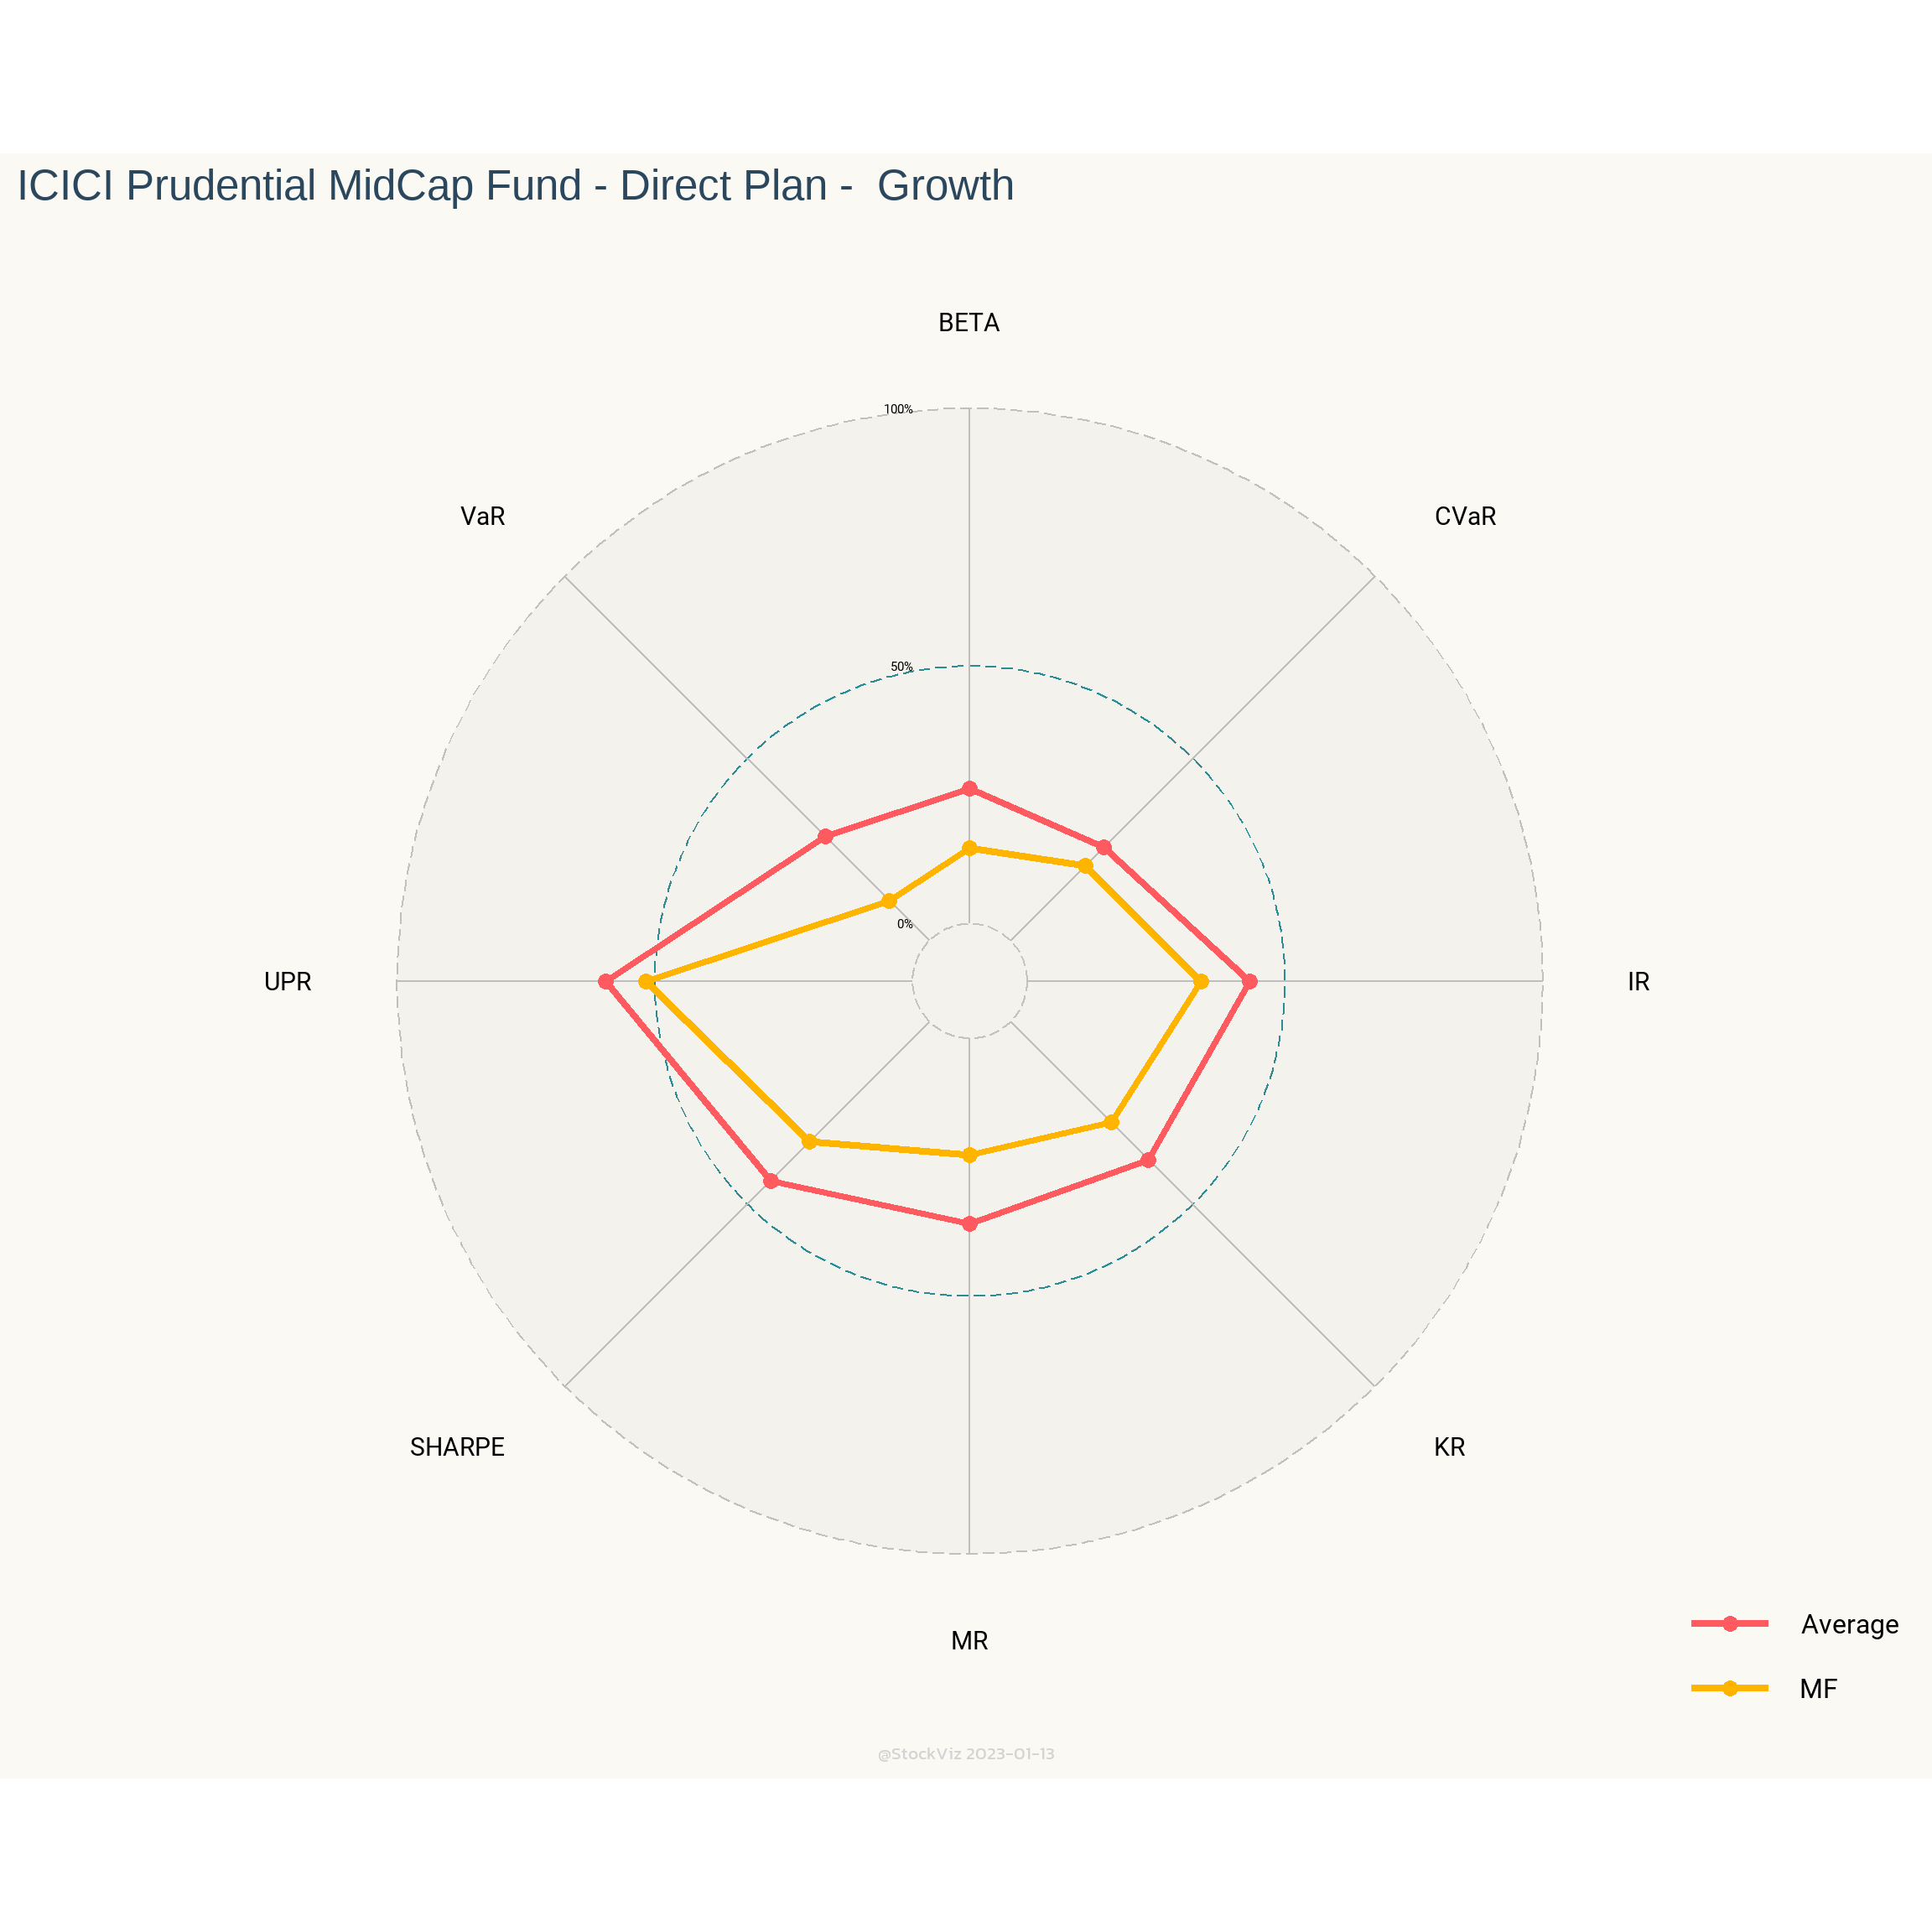 ICICI Prudential MidCap Fund - Direct Plan -  Growth
BETA
100%
VaR
CVaR
50%
0%
UPR
IR
SHARPE
KR
MR
Average
MF
@StockViz 2023-01-13